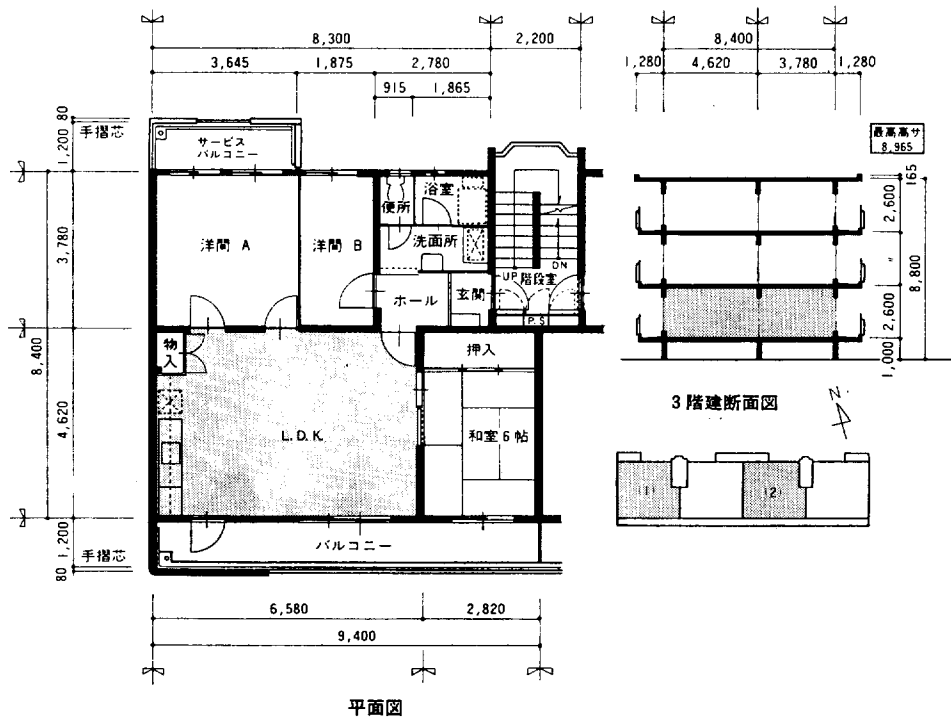 8,300
2,200
3,645
1,875
2,780
915
1,865
80
1,200
3,780
8,400
4,620
1,200
80
手摺芯
手摺芯
サービス
バルコニー
洋間 A
洋間 B
便所
浴室
洗面所
ホール
玄関
UP
DN
階段室
P.S
物入
L.D.K.
押入
和室6帖
バルコニー
6,580
2,820
9,400
平面図
8,400
1,280
4,620
3,780
1,280
最高高サ
8,965
165
2,600
〃
2,600
1,000
8,800
3階建断面図
N
(1)
(2)